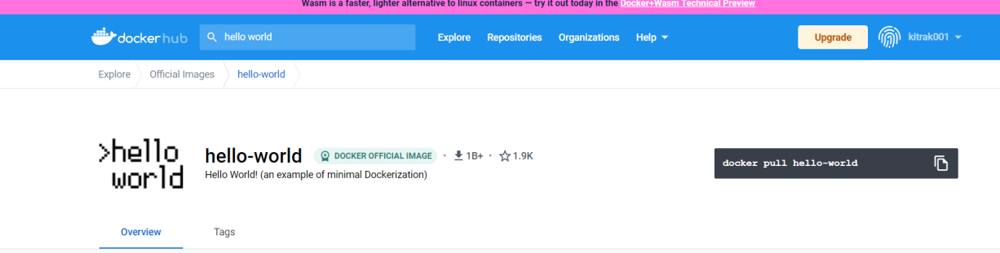 Wasm is a faster, lighter alternative to linux containers — try it out today in the Docker+Wasm Technical Preview
dockerhub
hello world
Explore
Repositories
Organizations
Help
Upgrade
kitrak001
Explore
Official Images
hello-world
>hello
world
hello-world
DOCKER OFFICIAL IMAGE
• 1B+ • 1.9K
Hello World! (an example of minimal Dockerization)
docker pull hello-world
Overview
Tags